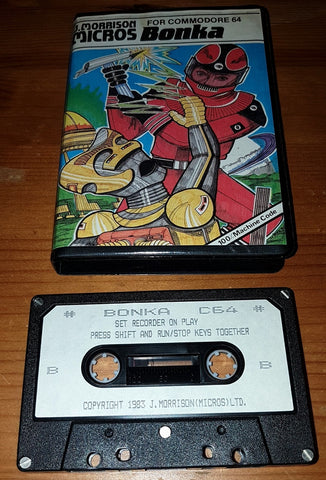 J. MORRISON
MICROS
FOR COMMODORE 64
Bonka
100% Machine Code
# BONKA C64 #
SET RECORDER ON PLAY
PRESS SHIFT AND RUN/STOP KEYS TOGETHER
B B
COPYRIGHT 1983 J.MORRISON(MICROS)LTD.